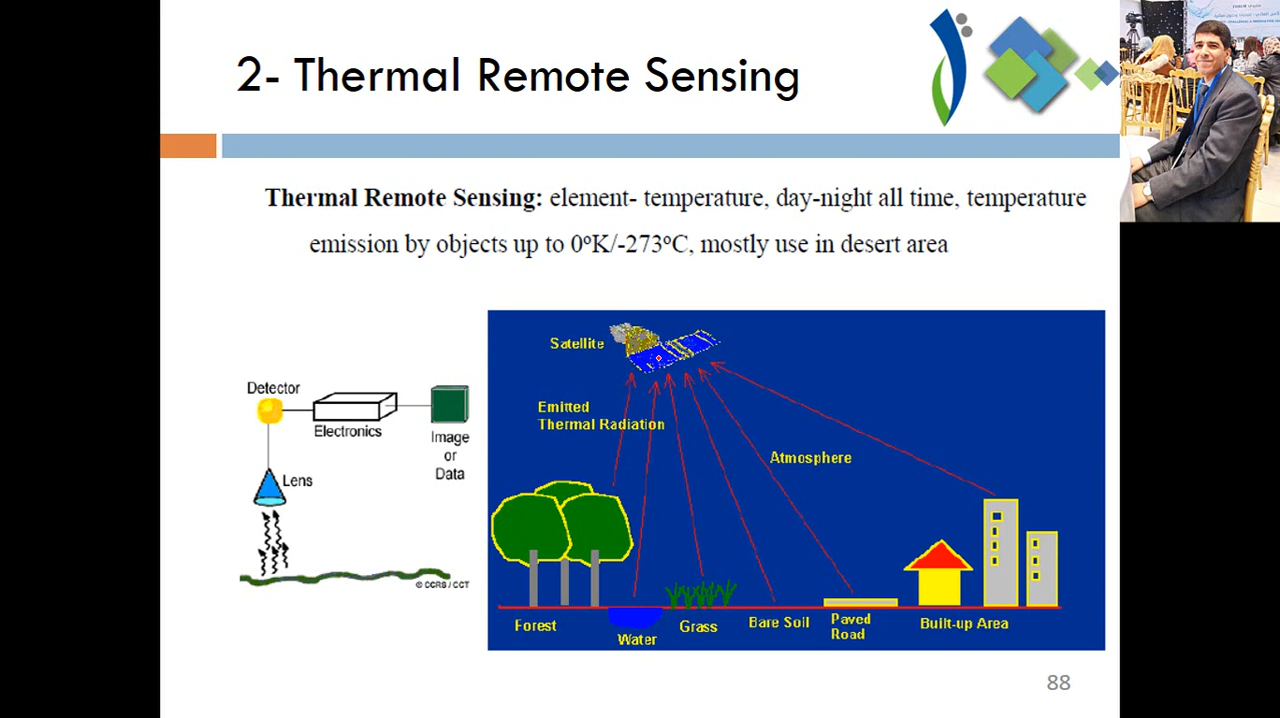 2- Thermal Remote Sensing
Thermal Remote Sensing: element- temperature, day-night all time, temperature
emission by objects up to 0°K/-273°C, mostly use in desert area
Detector
Electronics
Image
or
Data
Lens
© CCRS / CCT
Satellite
Emitted
Thermal Radiation
Atmosphere
Forest
Water
Grass
Bare Soil
Paved
Road
Built-up Area
88